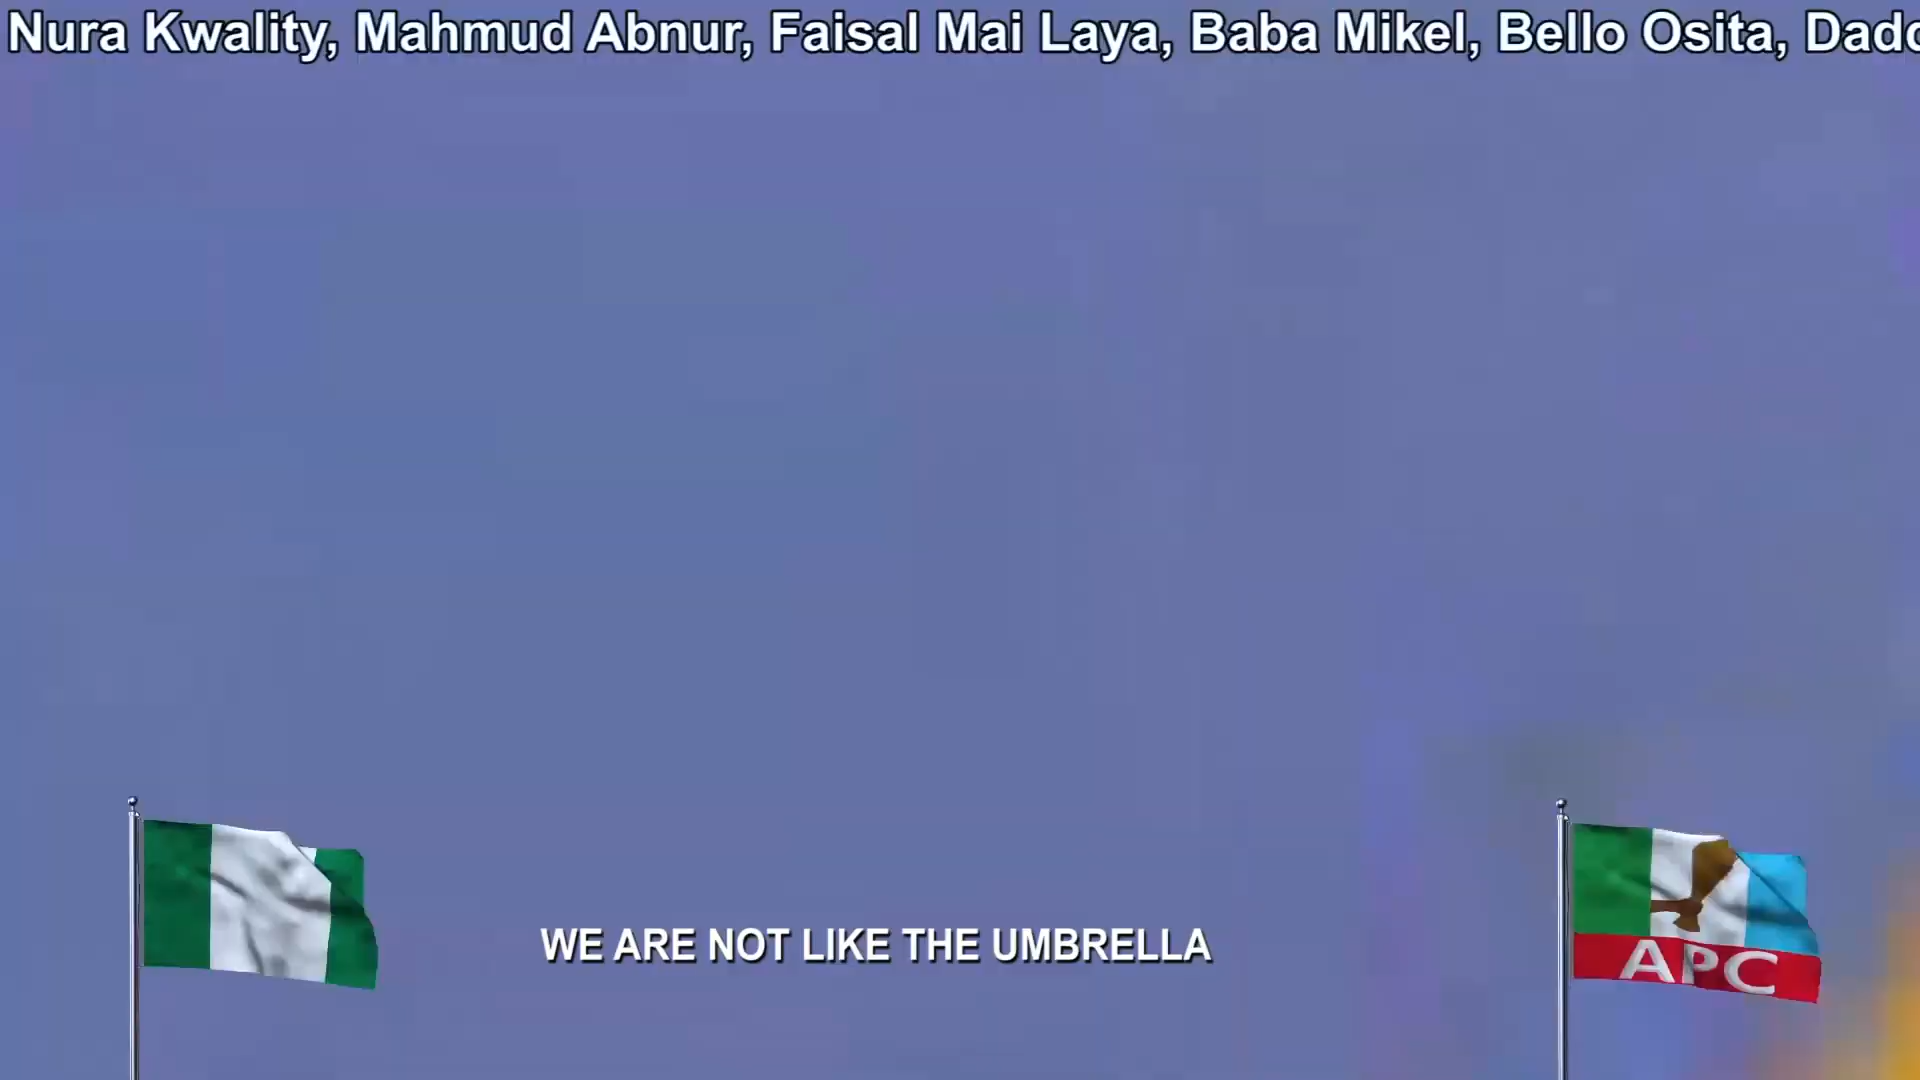 Nura Kwality, Mahmud Abnur, Faisal Mai Laya, Baba Mikel, Bello Osita,
WE ARE NOT LIKE THE UMBRELLA
APC